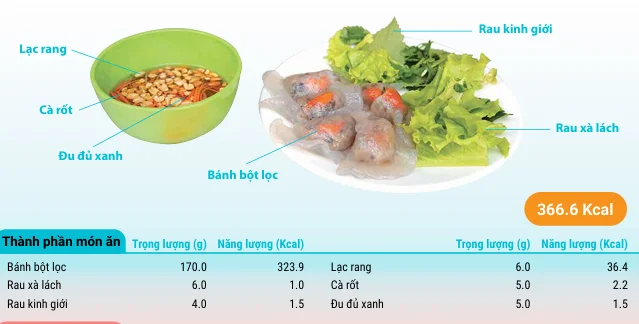 Rau kinh giới
Lạc rang
Cà rốt
Rau xà lách
Đu đủ xanh
Bánh bột lọc
366.6 Kcal
Thành phần món ăn Trọng lượng (g) Năng lượng (Kcal) Trọng lượng (g) Năng lượng (Kcal)
Bánh bột lọc 170.0 323.9 Lạc rang 6.0 36.4
Rau xà lách 6.0 1.0 Cà rốt 5.0 2.2
Rau kinh giới 4.0 1.5 Đu đủ xanh 5.0 1.5